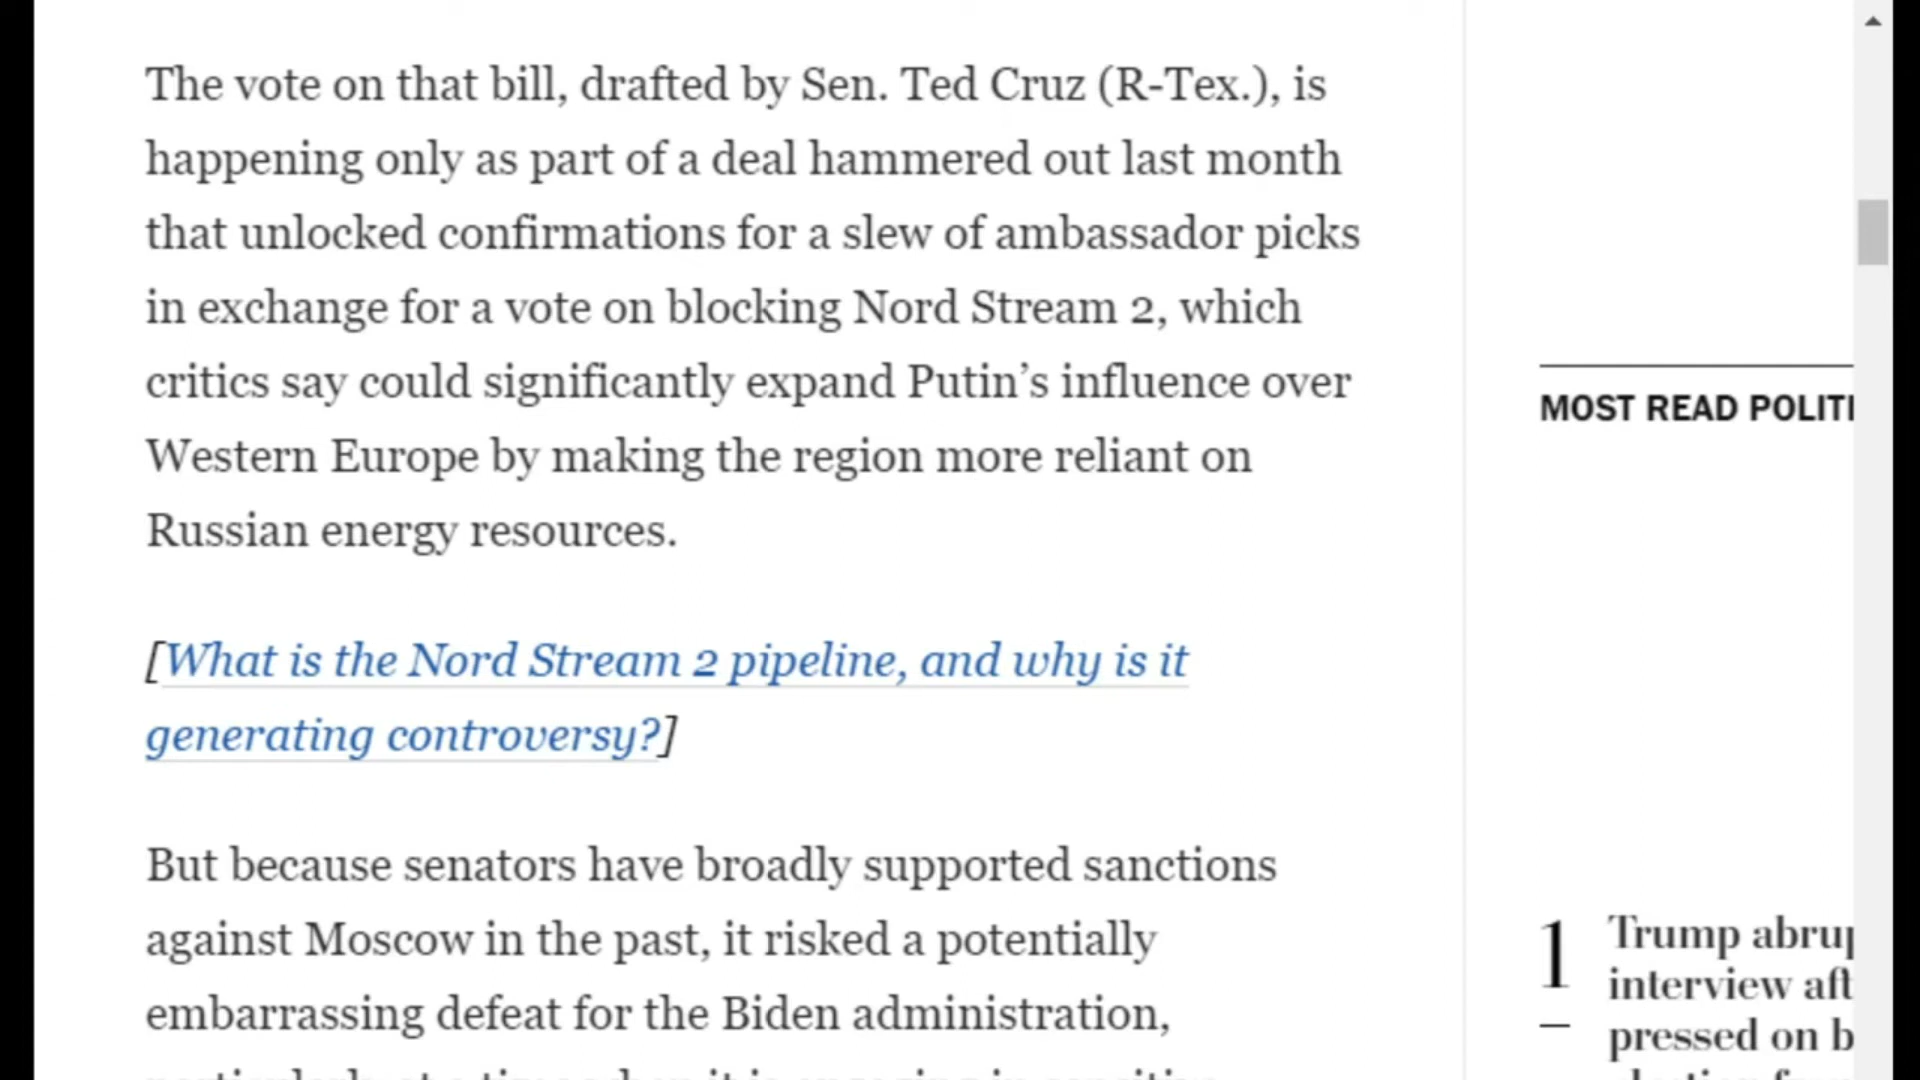 The vote on that bill, drafted by Sen. Ted Cruz (R-Tex.), is
happening only as part of a deal hammered out last month
that unlocked confirmations for a slew of ambassador picks
in exchange for a vote on blocking Nord Stream 2, which
critics say could significantly expand Putin’s influence over
Western Europe by making the region more reliant on
Russian energy resources.
[What is the Nord Stream 2 pipeline, and why is it
generating controversy?]
But because senators have broadly supported sanctions
against Moscow in the past, it risked a potentially
embarrassing defeat for the Biden administration,
MOST READ POLITI
1
Trump abrup
interview aft
pressed on b